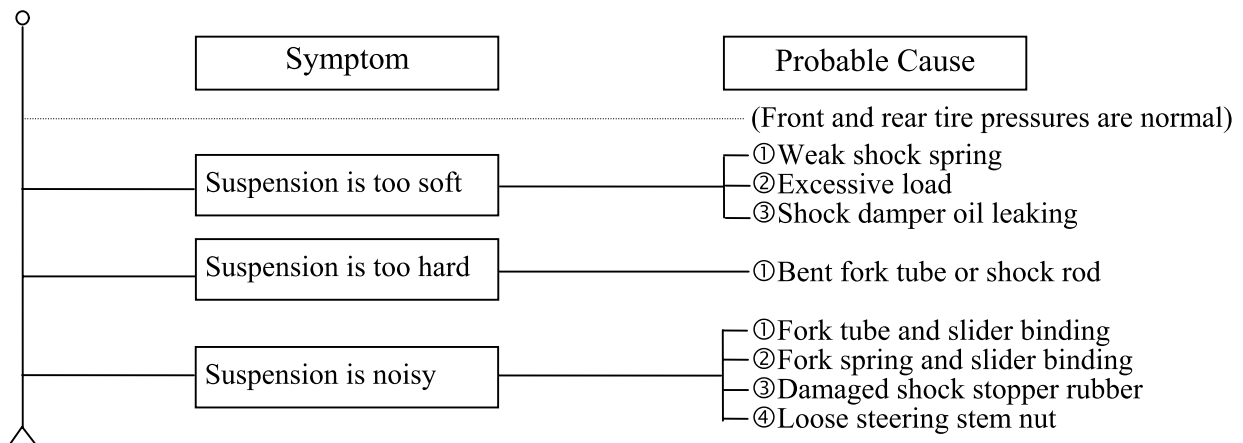 Symptom
Probable Cause
(Front and rear tire pressures are normal)
Suspension is too soft
①Weak shock spring
②Excessive load
③Shock damper oil leaking
Suspension is too hard
①Bent fork tube or shock rod
Suspension is noisy
①Fork tube and slider binding
②Fork spring and slider binding
③Damaged shock stopper rubber
④Loose steering stem nut